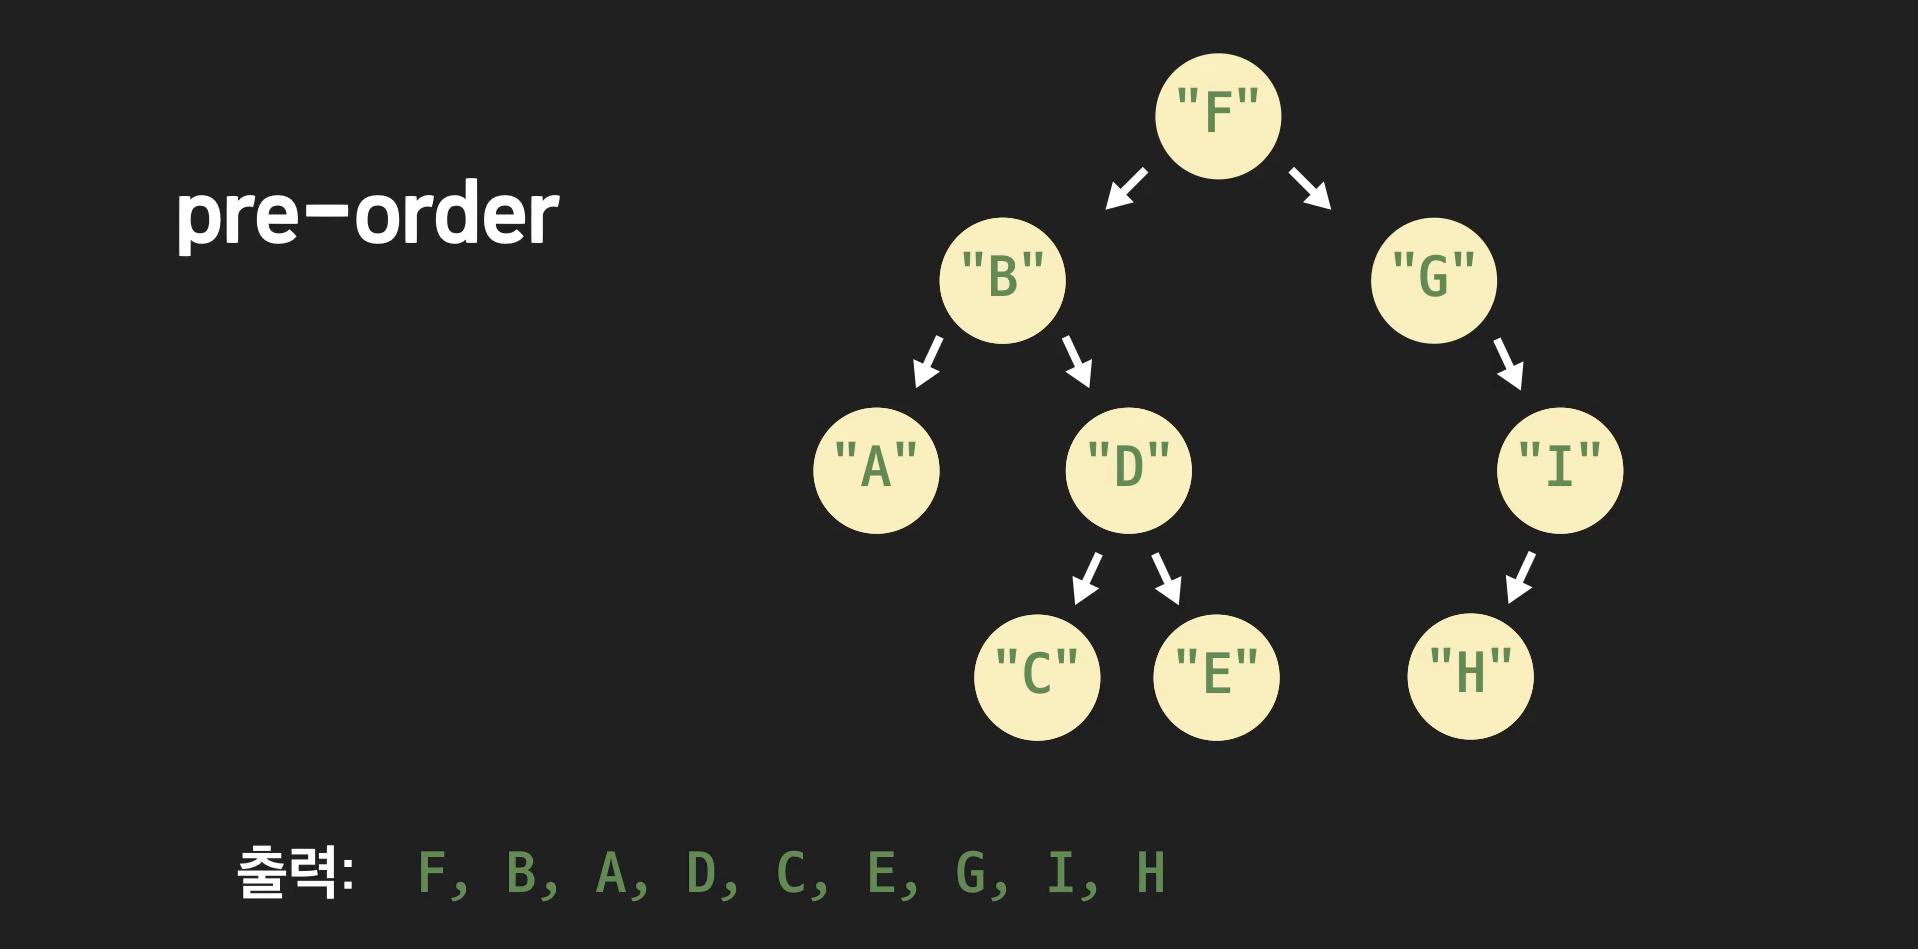 pre-order
"F"
"B" "G"
"A" "D" "I"
"C" "E" "H"
출력: F, B, A, D, C, E, G, I, H